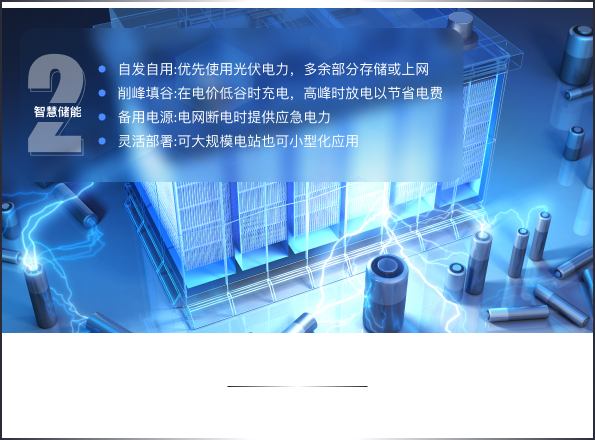 2
智慧储能
自发自用:优先使用光伏电力，多余部分存储或上网
削峰填谷:在电价低谷时充电，高峰时放电以节省电费
备用电源:电网断电时提供应急电力
灵活部署:可大规模电站也可小型化应用